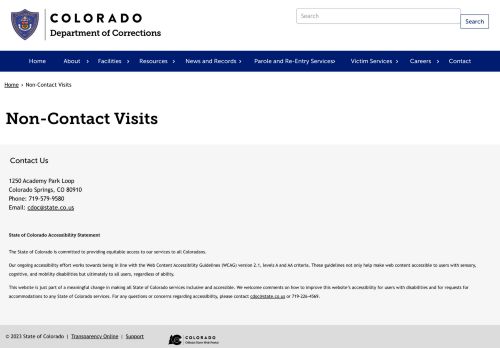 COLORADO
Department of Corrections
Search
Search
Home About › Facilities › Resources › News and Records › Parole and Re-Entry Services › Victim Services › Careers › Contact
Home › Non-Contact Visits
Non-Contact Visits
Contact Us
1250 Academy Park Loop
Colorado Springs, CO 80910
Phone: 719-579-9580
Email: cdoc@state.co.us
State of Colorado Accessibility Statement
The State of Colorado is committed to providing equitable access to our services to all Coloradans.
Our ongoing accessibility effort works towards being in line with the Web Content Accessibility Guidelines (WCAG) version 2.1, levels A and AA criteria. These guidelines not only help make web content accessible to users with sensory,
cognitive, and mobility disabilities but ultimately to all users, regardless of ability.
This website is just part of a meaningful change in making all State of Colorado services inclusive and accessible. We welcome comments on how to improve this website's accessibility for users with disabilities and for requests for
accommodations to any State of Colorado services. For any questions or concerns regarding accessibility, please contact cdoc@state.co.us or 719-226-4569.
© 2023 State of Colorado | Transparency Online | Support
COLORADO
Official State Web Portal